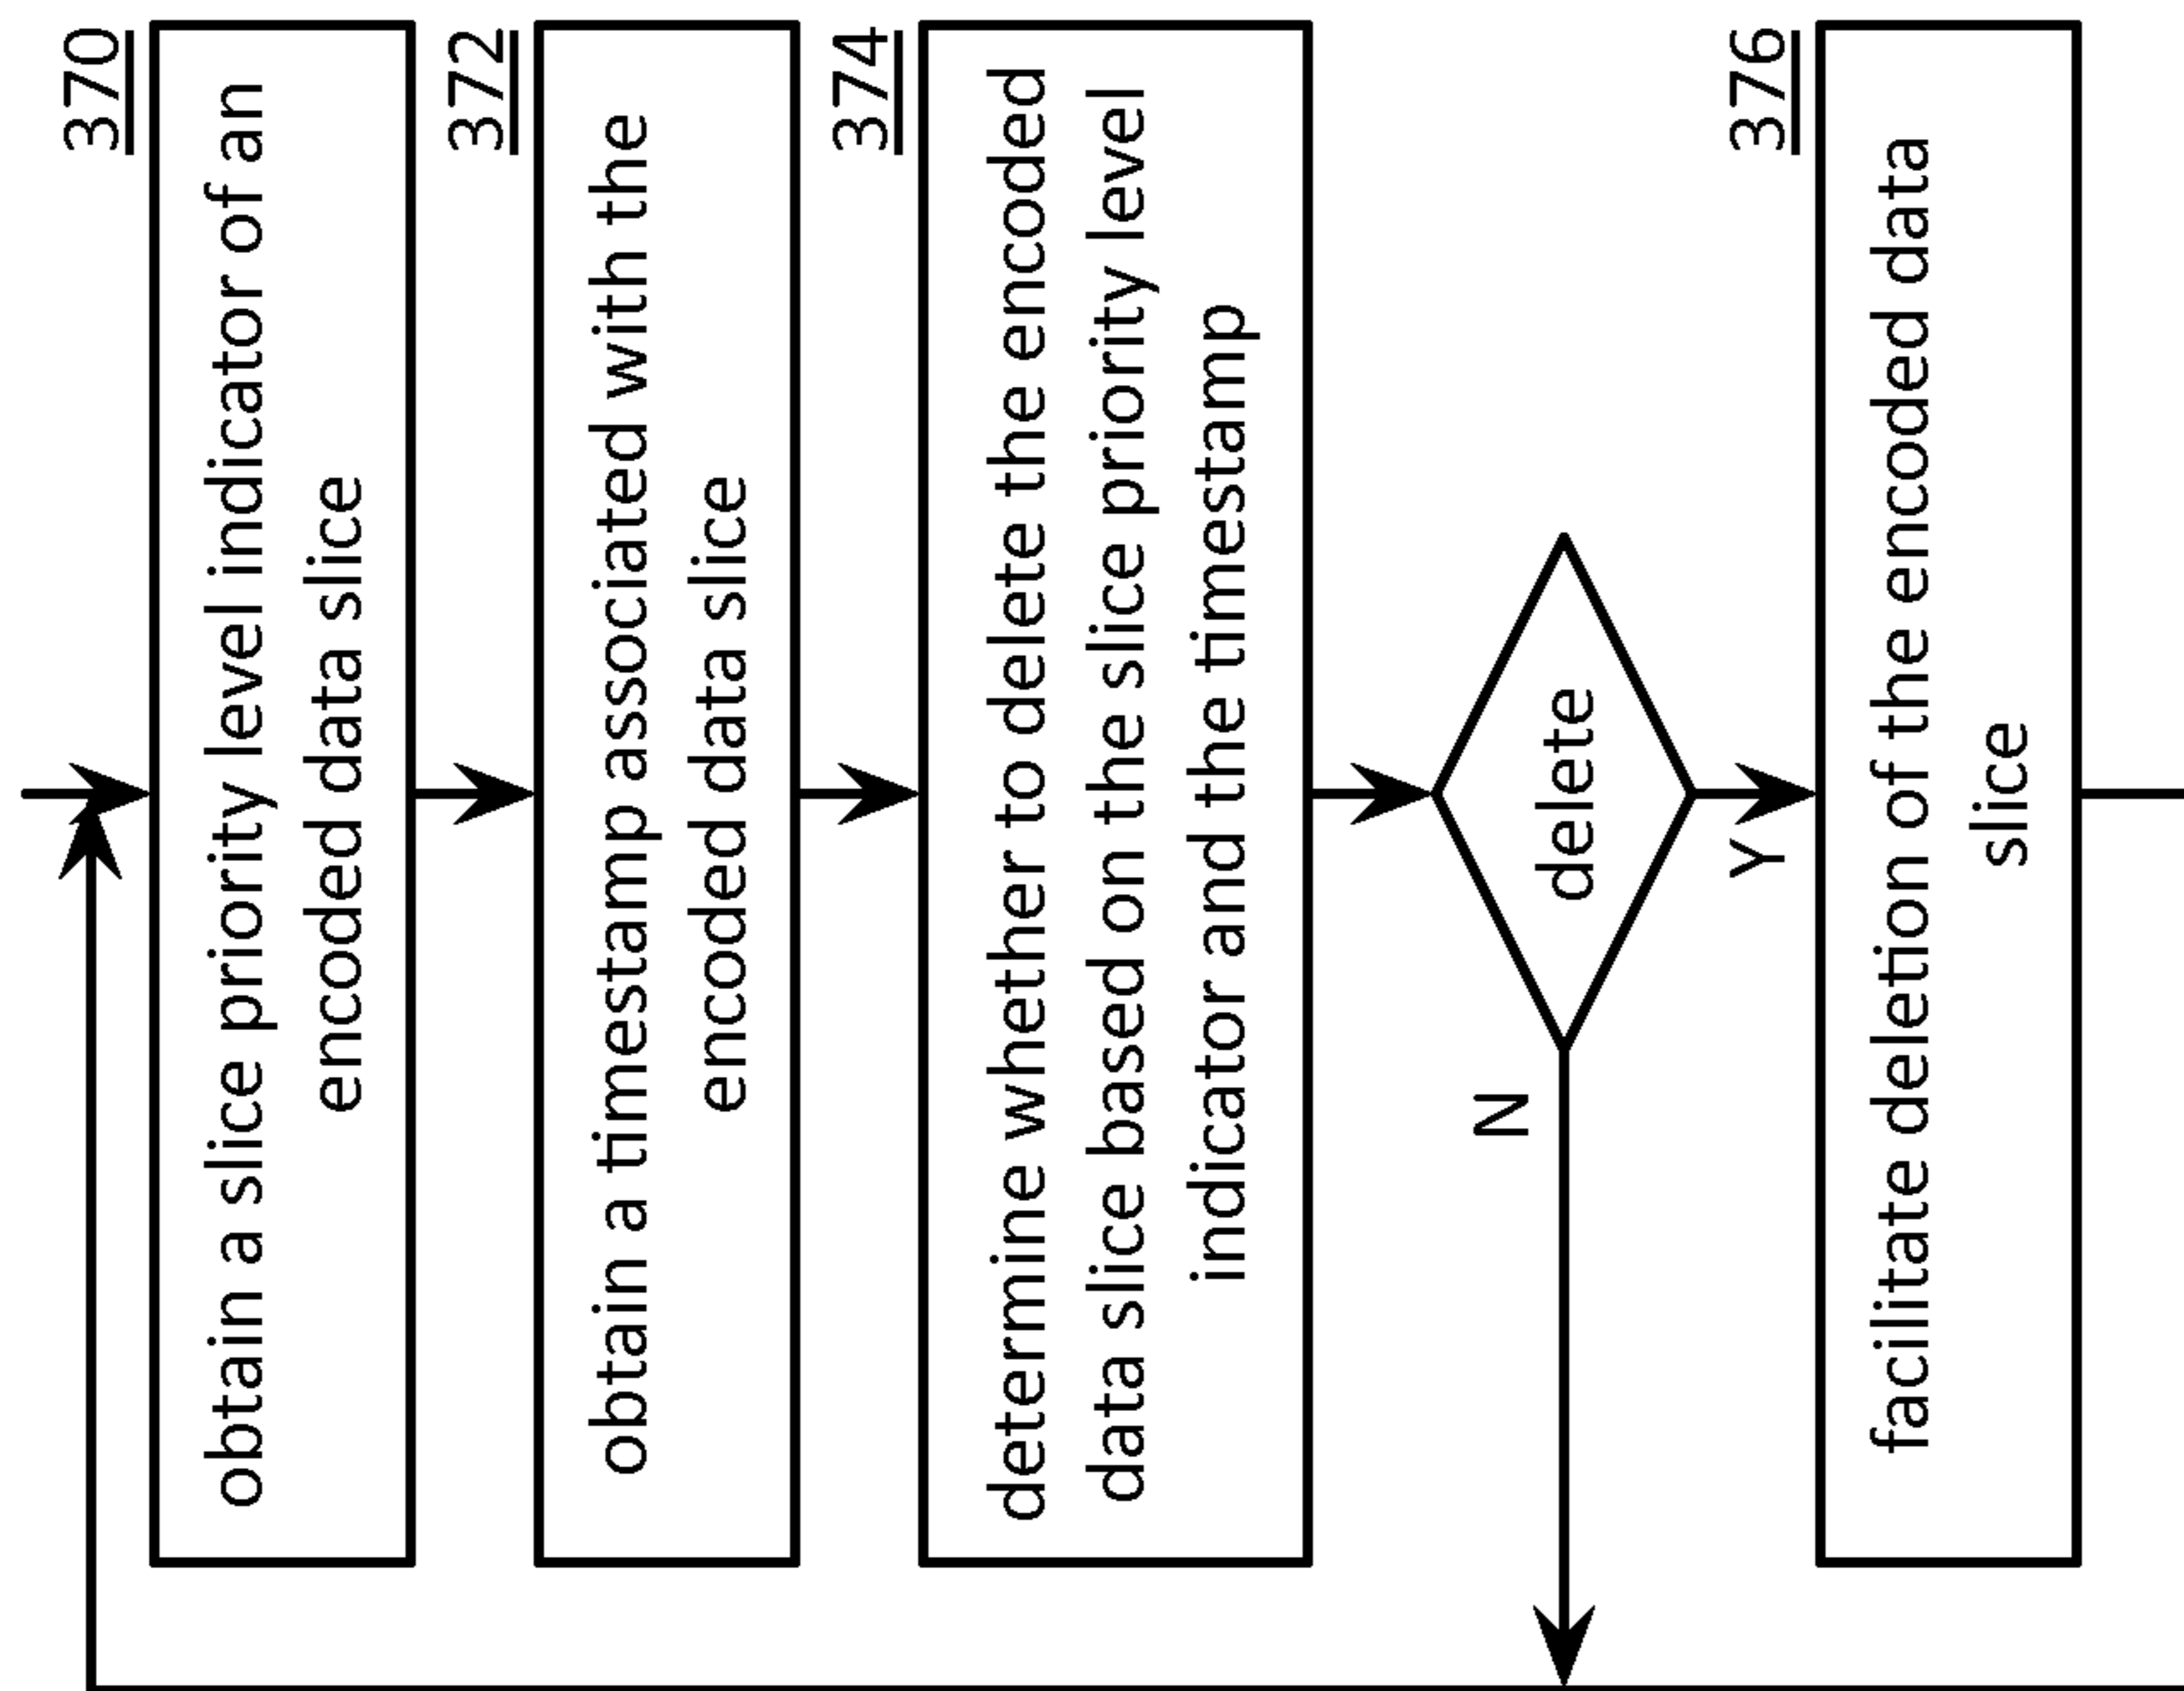 370
obtain a slice priority level indicator of an
encoded data slice
372
obtain a timestamp associated with the
encoded data slice
374
determine whether to delete the encoded
data slice based on the slice priority level
indicator and the timestamp
delete
N
Y
376
facilitate deletion of the encoded data
slice